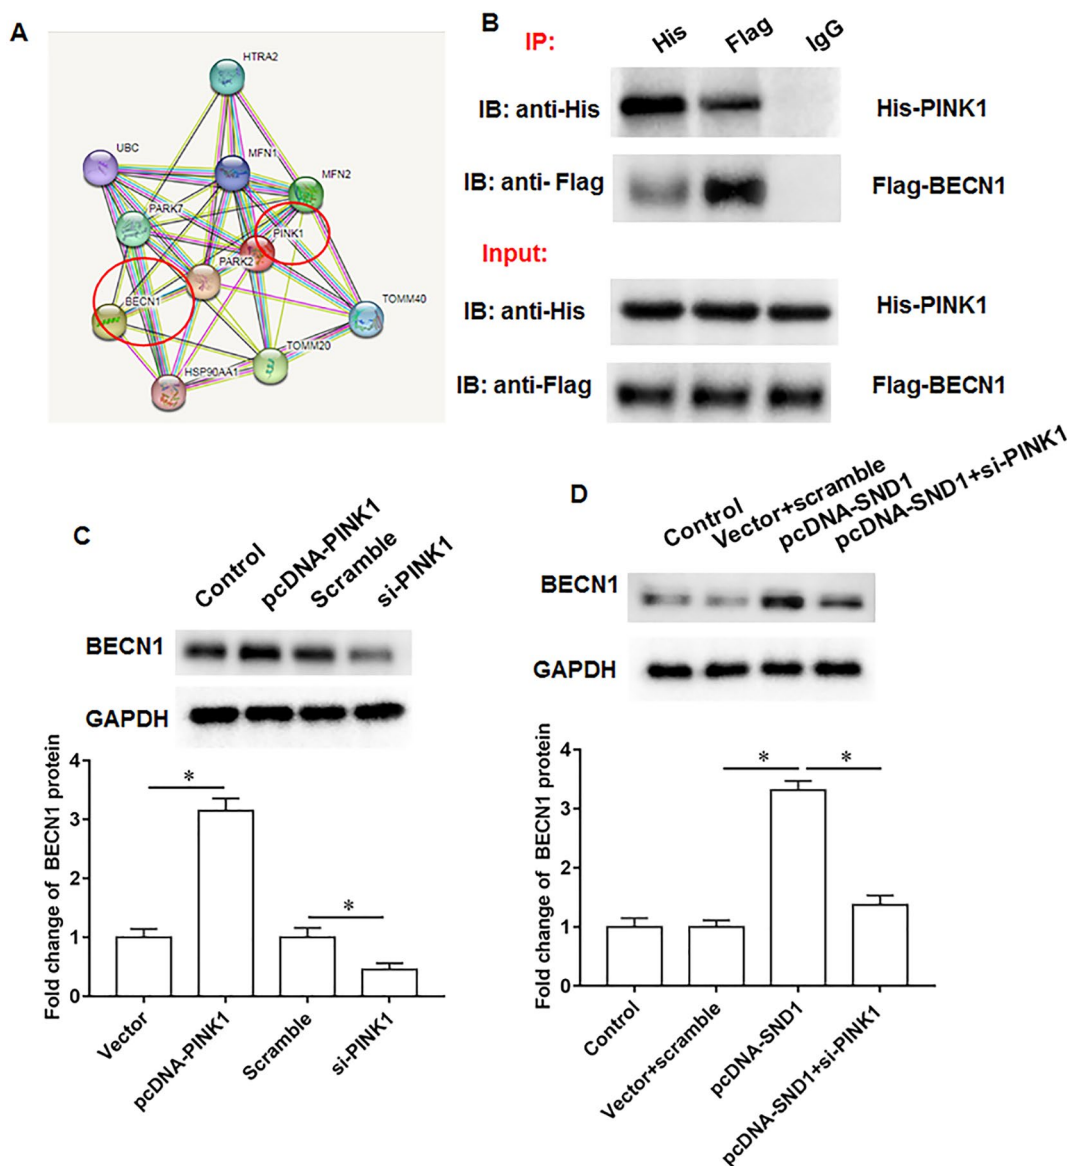 A
HTRA2
UBC
MFN1
MFN2
PARK7
PINK1
PARK2
BECN1
TOMM40
TOMM20
HSP90AA1
B
IP:
His
Flag
IgG
IB: anti-His
His-PINK1
IB: anti- Flag
Flag-BECN1
Input:
IB: anti-His
His-PINK1
IB: anti-Flag
Flag-BECN1
C
Control
pcDNA-PINK1
Scramble
si-PINK1
BECN1
GAPDH
Fold change of BECN1 protein
4
3
2
1
0
*
*
Vector
pcDNA-PINK1
Scramble
si-PINK1
D
Control
Vector+scramble
pcDNA-SND1
pcDNA-SND1+si-PINK1
BECN1
GAPDH
Fold change of BECN1 protein
4
3
2
1
0
*
*
Control
Vector+scramble
pcDNA-SND1
pcDNA-SND1+si-PINK1